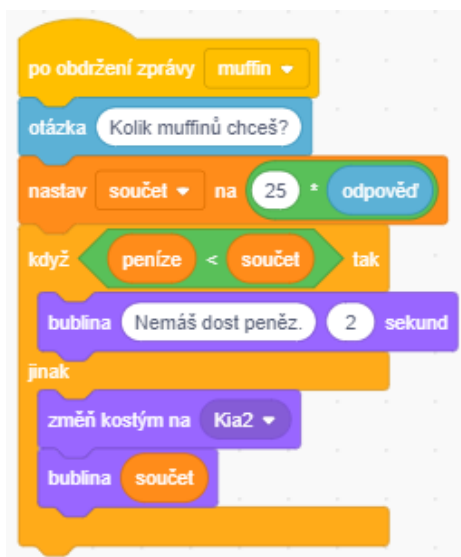 po obdržení zprávy muffin
otázka Kolik muffinů chceš?
nastav součet na 25 * odpověď
když peníze < součet tak
bublina Nemáš dost peněz. 2 sekund
jinak
změň kostým na Kia2
bublina součet